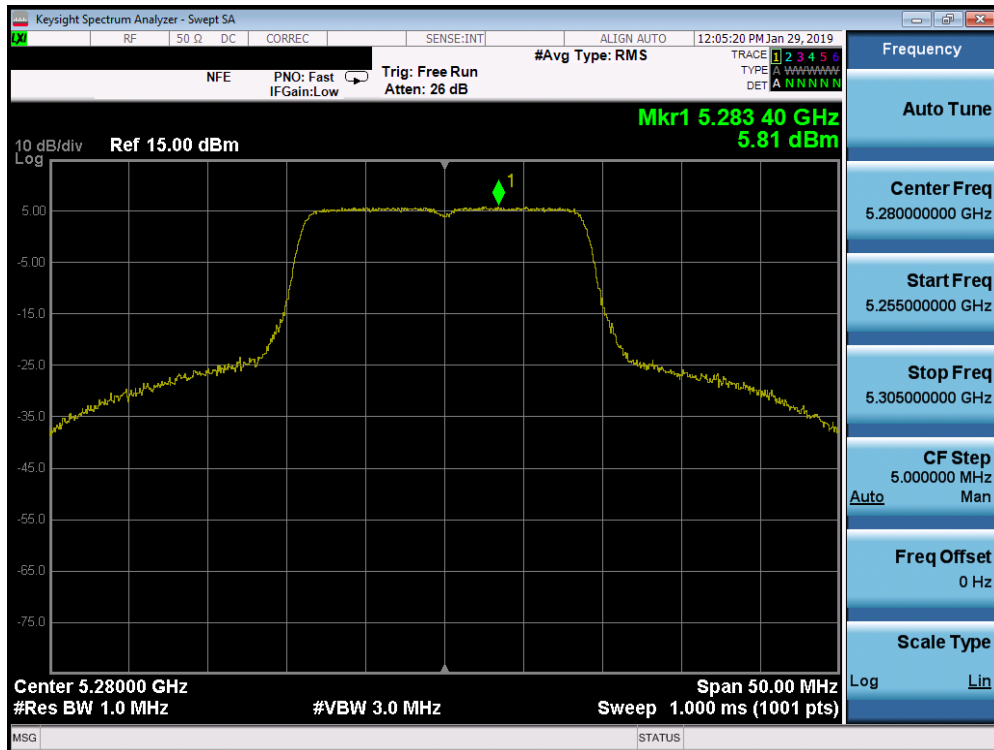 Keysight Spectrum Analyzer - Swept SA
LXI RF 50 Ω DC CORREC SENSE:INT ALIGN AUTO 12:05:20 PM Jan 29, 2019
NFE PNO: Fast IFGain:Low Trig: Free Run Atten: 26 dB #Avg Type: RMS
TRACE 1 2 3 4 5 6
TYPE A WWWWW
DET A N N N N N
Mkr1 5.283 40 GHz
5.81 dBm
10 dB/div Ref 15.00 dBm
Log
1
5.00
-5.00
-15.0
-25.0
-35.0
-45.0
-55.0
-65.0
-75.0
Center 5.28000 GHz Span 50.00 MHz
#Res BW 1.0 MHz #VBW 3.0 MHz Sweep 1.000 ms (1001 pts)
MSG STATUS
Frequency
Auto Tune
Center Freq
5.280000000 GHz
Start Freq
5.255000000 GHz
Stop Freq
5.305000000 GHz
CF Step
5.000000 MHz
Auto Man
Freq Offset
0 Hz
Scale Type
Log Lin